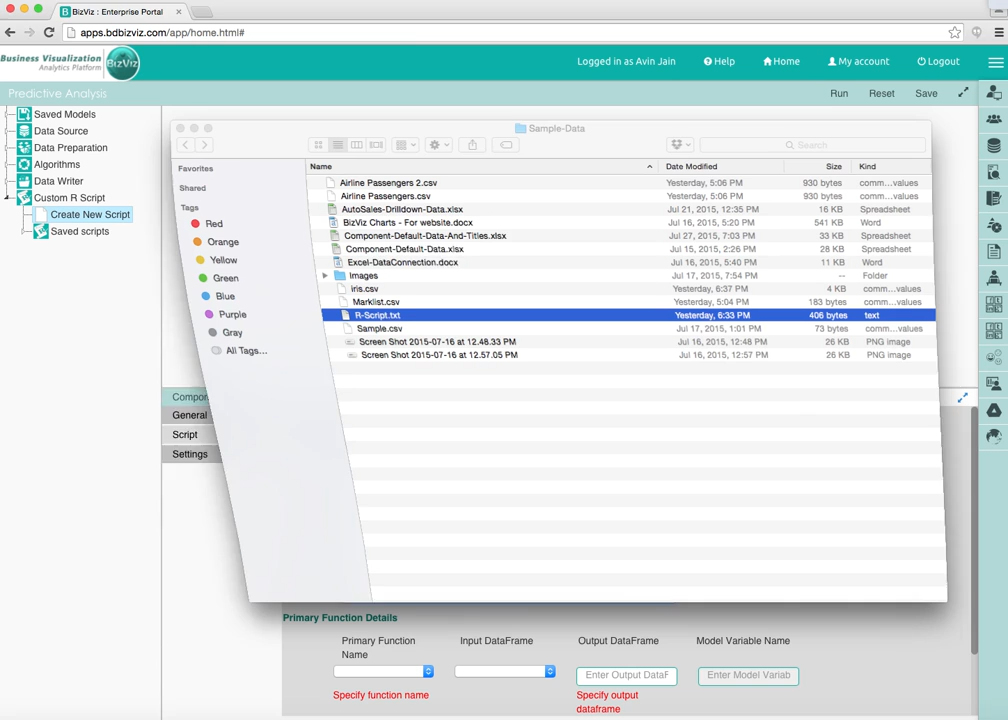 BizViz : Enterprise Portal
apps.bdbizviz.com/app/home.html#
Business Visualization
Analytics Platform
BizViz
Logged in as Avin Jain
Help
Home
My account
Logout
Predictive Analysis
Run
Reset
Save
Saved Models
Data Source
Data Preparation
Algorithms
Data Writer
Custom R Script
Create New Script
Saved scripts
Sample-Data
Search
Favorites
Shared
Tags
Red
Orange
Yellow
Green
Blue
Purple
Gray
All Tags...
Name Date Modified Size Kind
Airline Passengers 2.csv Yesterday, 5:06 PM 930 bytes comm...values
Airline Passengers.csv Yesterday, 5:06 PM 930 bytes comm...values
AutoSales-Drilldown-Data.xlsx Jul 21, 2015, 12:35 PM 16 KB Spreadsheet
BizViz Charts - For website.docx Jul 16, 2015, 5:20 PM 541 KB Word
Component-Default-Data-And-Titles.xlsx Jul 27, 2015, 7:03 PM 33 KB Spreadsheet
Component-Default-Data.xlsx Jul 15, 2015, 2:26 PM 28 KB Spreadsheet
Excel-DataConnection.docx Jul 16, 2015, 5:40 PM 11 KB Word
Images Jul 17, 2015, 7:54 PM -- Folder
iris.csv Yesterday, 6:37 PM 4 KB comm...values
Marklist.csv Yesterday, 5:04 PM 183 bytes comm...values
R-Script.txt Yesterday, 6:33 PM 406 bytes text
Sample.csv Jul 17, 2015, 1:01 PM 73 bytes comm...values
Screen Shot 2015-07-16 at 12.48.33 PM Jul 16, 2015, 12:48 PM 26 KB PNG image
Screen Shot 2015-07-16 at 12.57.05 PM Jul 16, 2015, 12:57 PM 26 KB PNG image
Compon
General
Script
Settings
Primary Function Details
Primary Function
Name
Input DataFrame
Output DataFrame
Model Variable Name
Enter Output DataF
Enter Model Variab
Specify function name
Specify output
dataframe